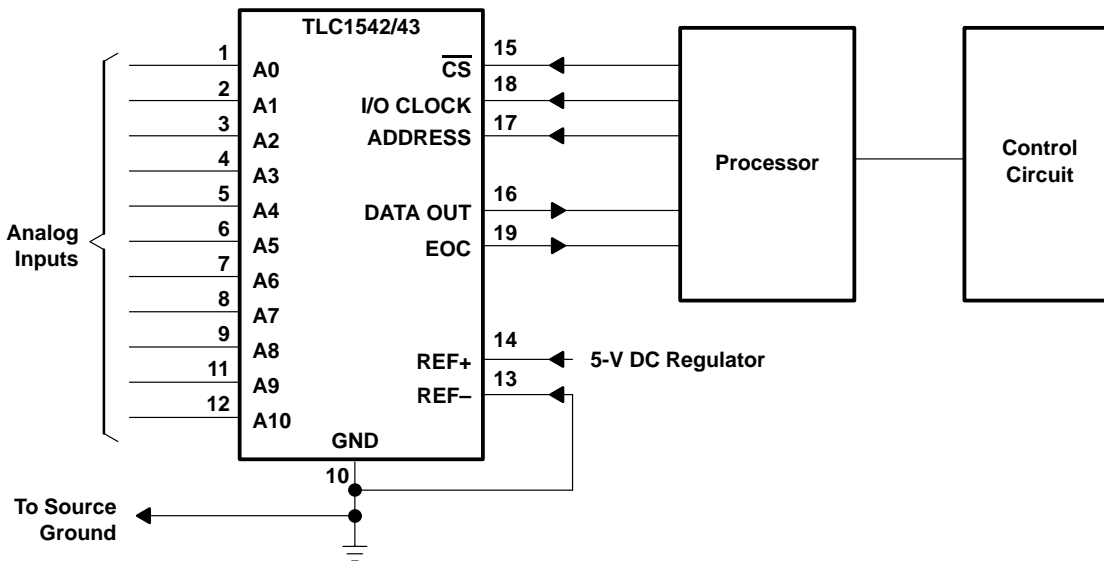 TLC1542/43
1
A0
2
A1
3
A2
4
A3
5
A4
6
A5
7
A6
8
A7
9
A8
11
A9
12
A10
Analog
Inputs
15
CS
18
I/O CLOCK
17
ADDRESS
16
DATA OUT
19
EOC
14
REF+
5-V DC Regulator
13
REF–
GND
10
To Source
Ground
Processor
Control
Circuit